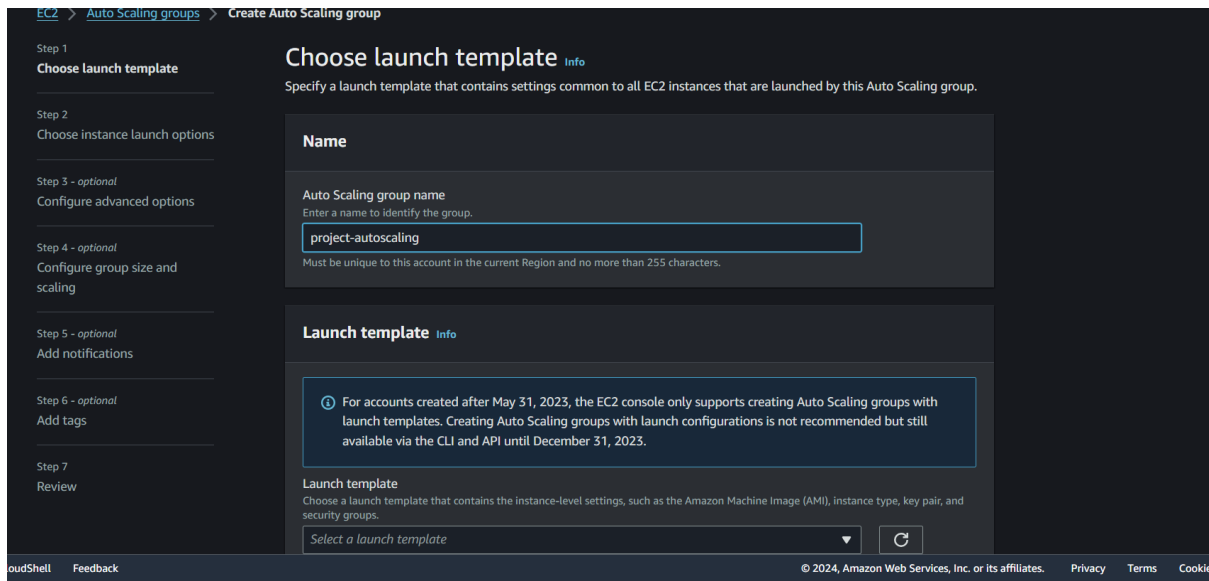 EC2 > Auto Scaling groups > Create Auto Scaling group
Step 1
Choose launch template
Step 2
Choose instance launch options
Step 3 - optional
Configure advanced options
Step 4 - optional
Configure group size and
scaling
Step 5 - optional
Add notifications
Step 6 - optional
Add tags
Step 7
Review
Choose launch template Info
Specify a launch template that contains settings common to all EC2 instances that are launched by this Auto Scaling group.
Name
Auto Scaling group name
Enter a name to identify the group.
project-autoscaling
Must be unique to this account in the current Region and no more than 255 characters.
Launch template Info
For accounts created after May 31, 2023, the EC2 console only supports creating Auto Scaling groups with
launch templates. Creating Auto Scaling groups with launch configurations is not recommended but still
available via the CLI and API until December 31, 2023.
Launch template
Choose a launch template that contains the instance-level settings, such as the Amazon Machine Image (AMI), instance type, key pair, and
security groups.
Select a launch template
oudShell Feedback © 2024, Amazon Web Services, Inc. or its affiliates. Privacy Terms Cookie